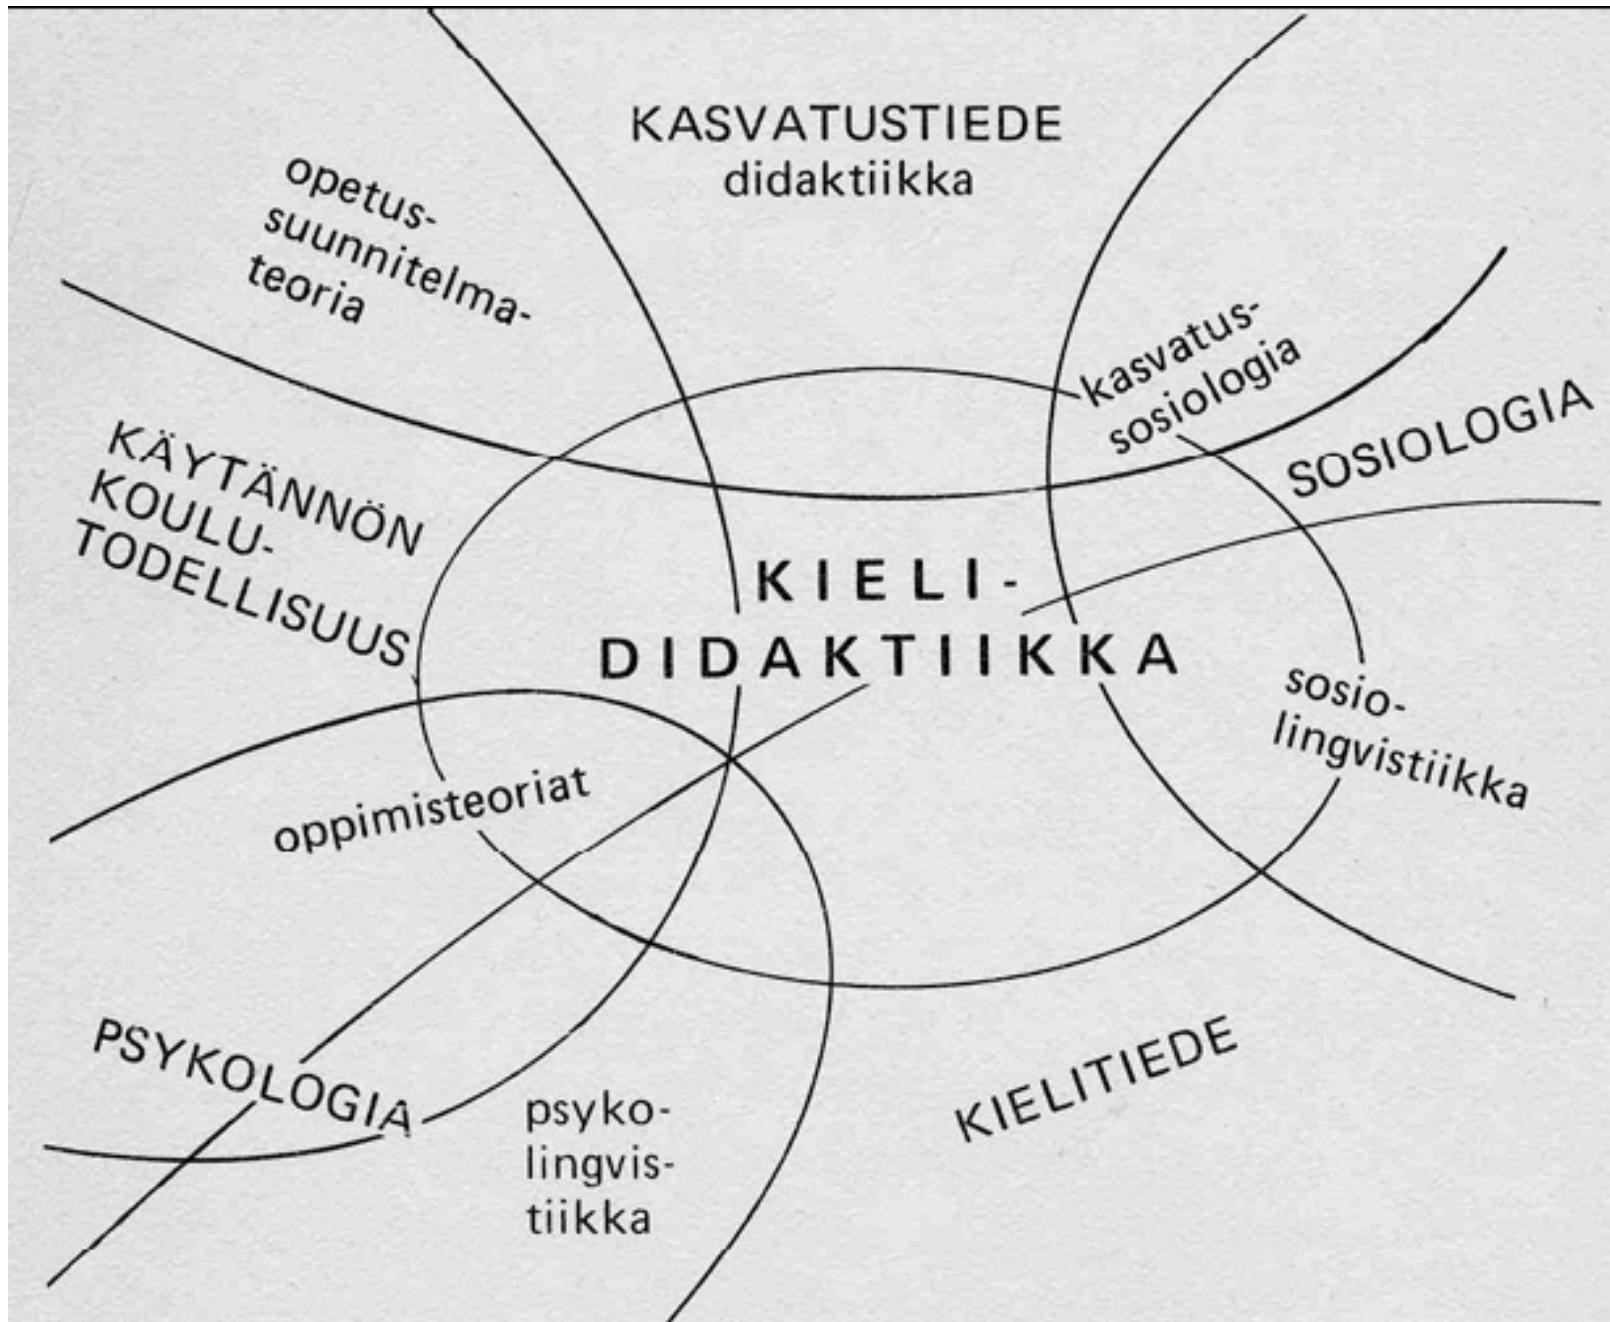 KASVATUSTIEDE
didaktiikka
opetus-
suunnitelma-
teoria
kasvatus-
sosiologia
SOSIOLOGIA
KÄYTÄNNÖN
KOULU-
TODELLISUUS
KIELI-
DIDAKTIIKKA
sosio-
lingvistiikka
oppimisteoriat
PSYKOLOGIA
psyko-
lingvis-
tiikka
KIELITIEDE